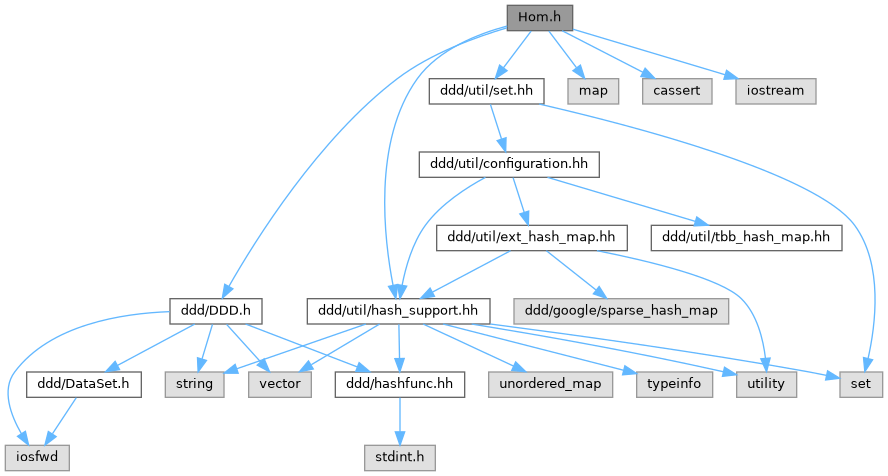 Hom.h
ddd/util/set.hh
map
cassert
iostream
ddd/util/configuration.hh
ddd/util/ext_hash_map.hh
ddd/util/tbb_hash_map.hh
ddd/DDD.h
ddd/util/hash_support.hh
ddd/google/sparse_hash_map
ddd/DataSet.h
string
vector
ddd/hashfunc.hh
unordered_map
typeinfo
utility
set
iosfwd
stdint.h